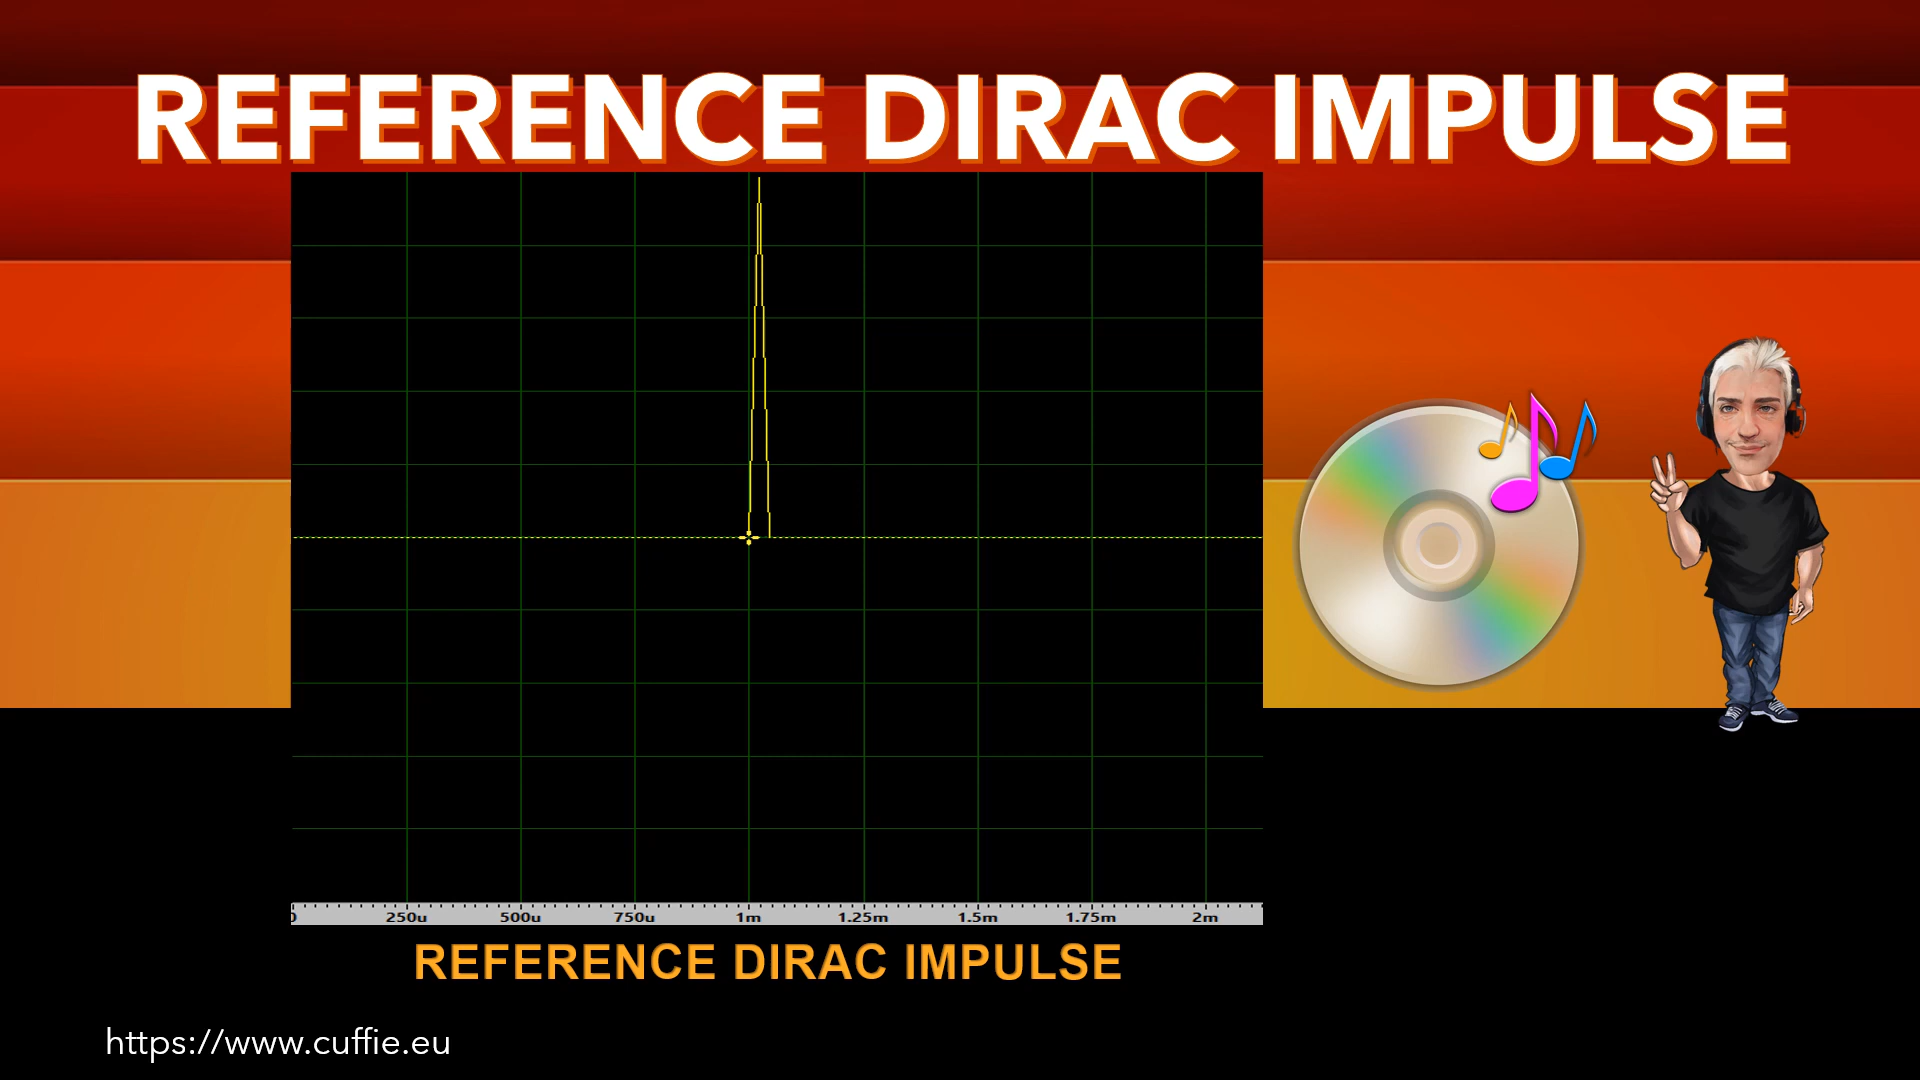 REFERENCE DIRAC IMPULSE
0 250u 500u 750u 1m 1.25m 1.5m 1.75m 2m
REFERENCE DIRAC IMPULSE
https://www.cuffie.eu